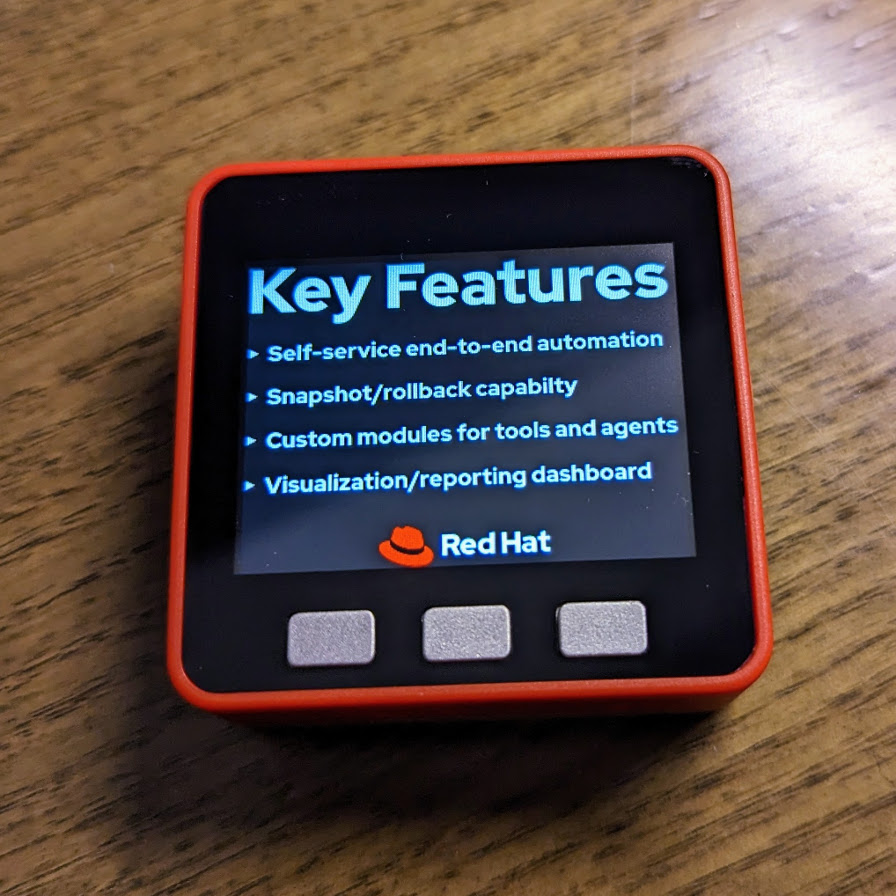 Key Features
▸ Self-service end-to-end automation
▸ Snapshot/rollback capabilty
▸ Custom modules for tools and agents
▸ Visualization/reporting dashboard
Red Hat